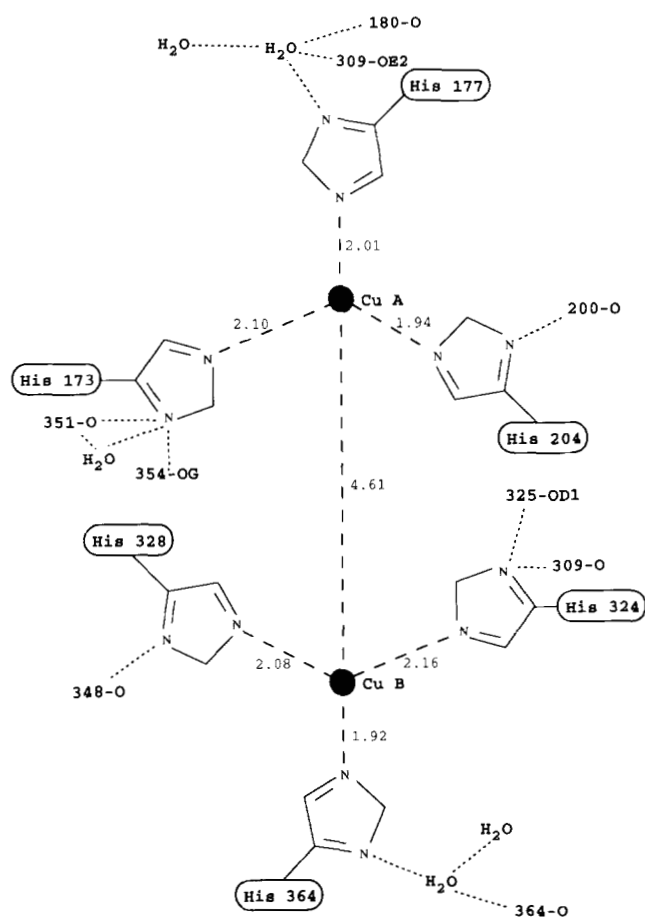 180-O
H2O H2O
309-OE2
His 177
N
N
2.01
Cu A
200-O
2.10 1.94
N N N
His 173
351-O N
H2O
354-OG
His 204
4.61
325-OD1
His 328
N 309-O
His 324
N N N
2.08 2.16
348-O
Cu B
1.92
N
H2O
N
H2O
His 364
364-O